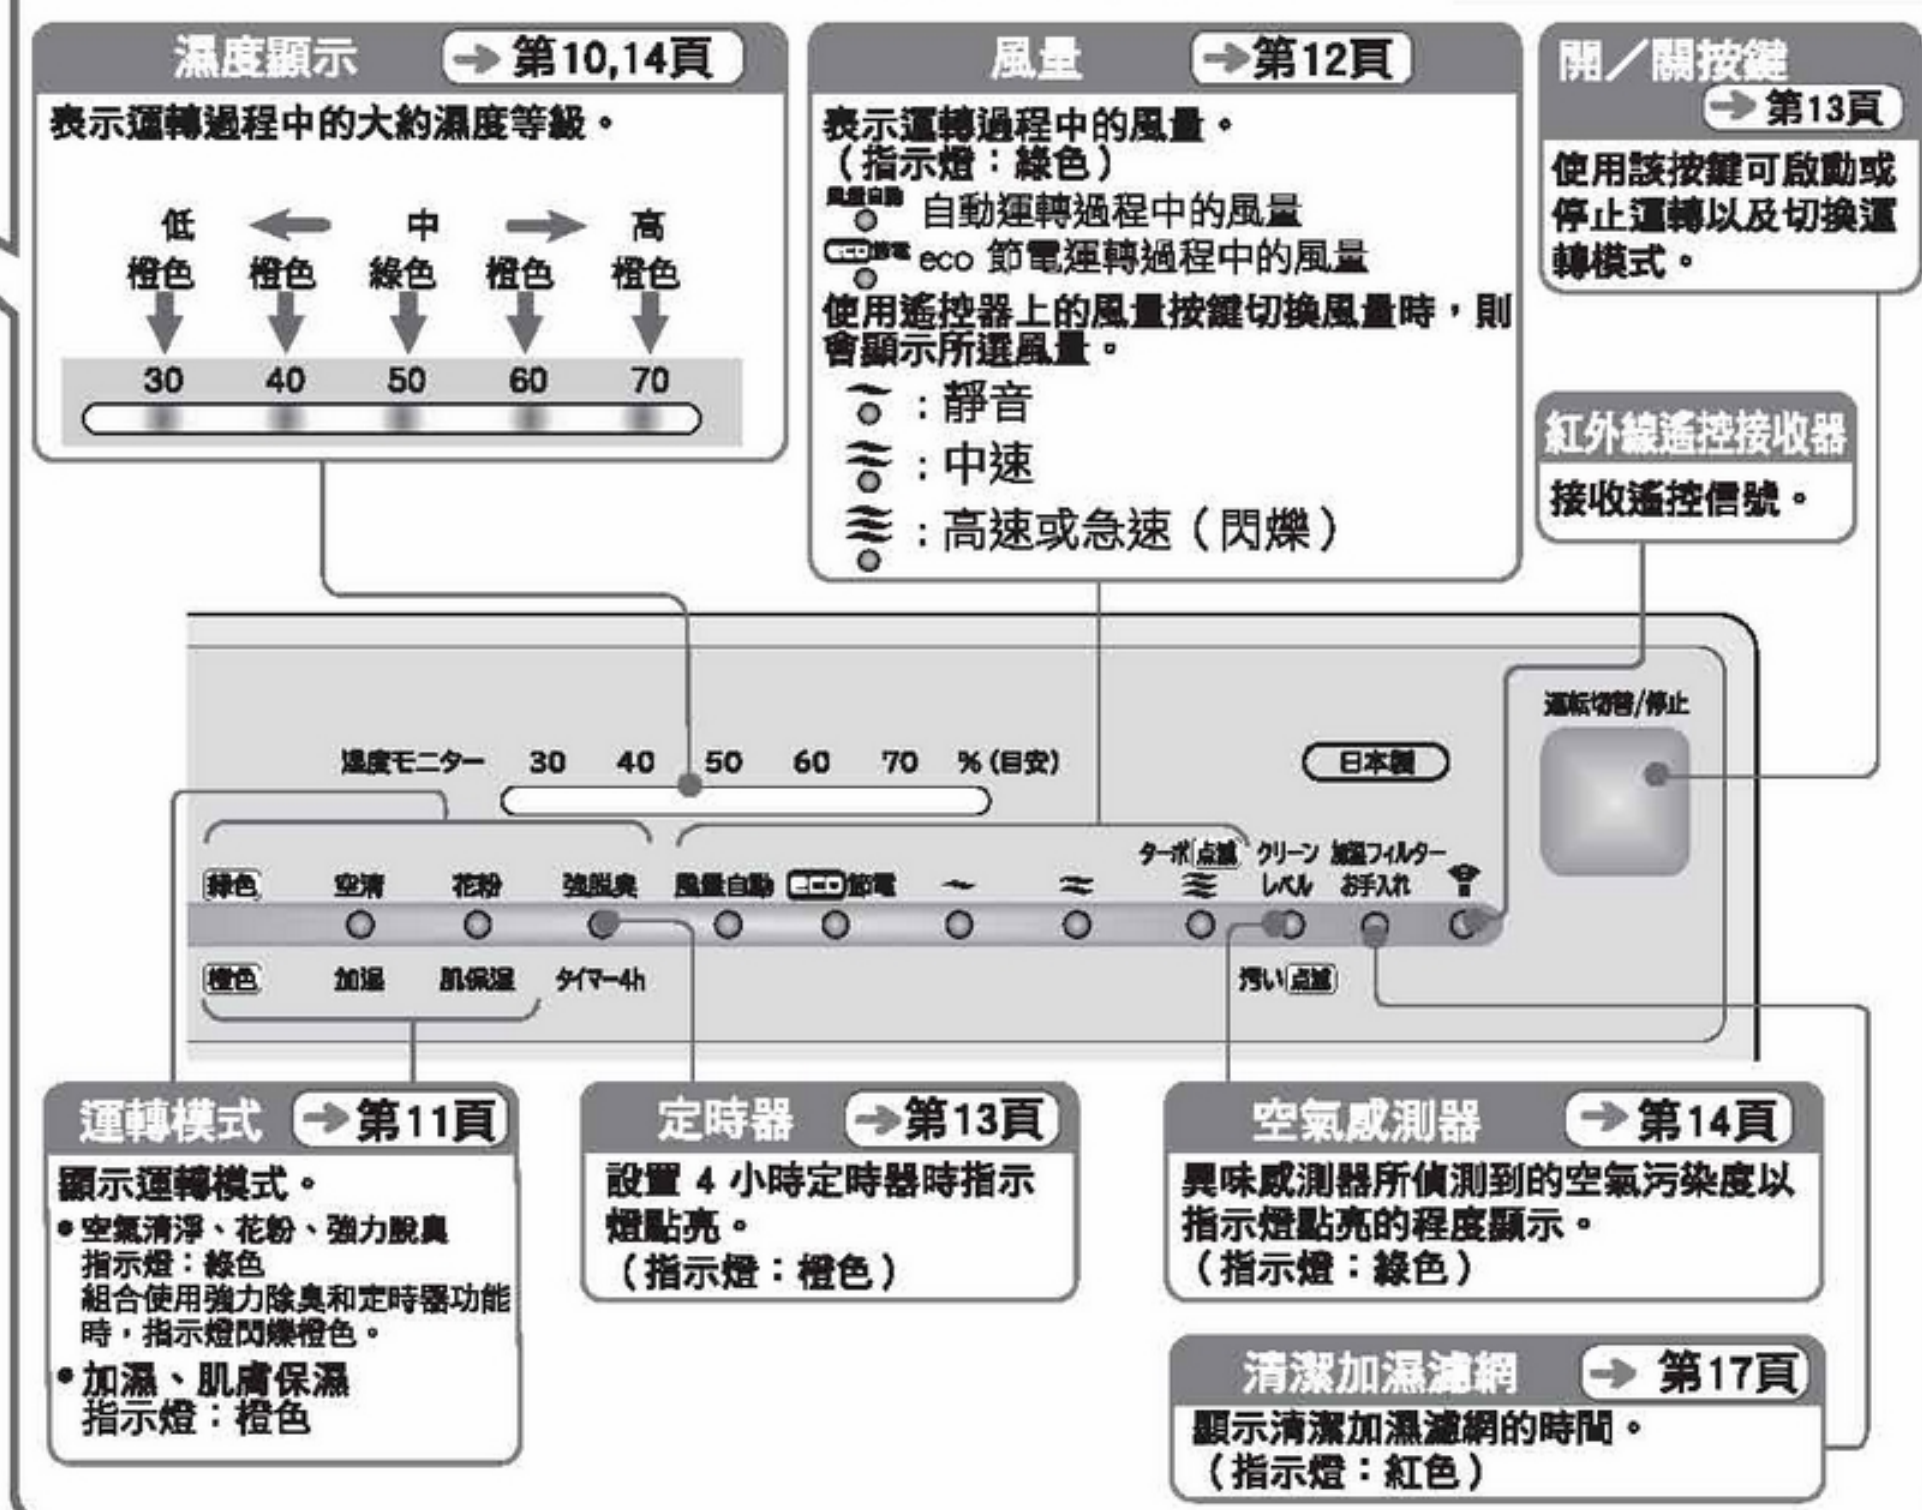 濕度顯示 → 第10,14頁
表示運轉過程中的大約濕度等級。
低 ← 中 → 高
橙色 橙色 綠色 橙色 橙色
30 40 50 60 70
風量 →第12頁
表示運轉過程中的風量。
（指示燈：綠色）
風量自動 自動運轉過程中的風量
節電 eco 節電運轉過程中的風量
使用遙控器上的風量按鍵切換風量時，則
會顯示所選風量。
：靜音
：中速
：高速或急速（閃爍）
開／關按鍵
→ 第13頁
使用該按鍵可啟動或
停止運轉以及切換運
轉模式。
紅外線遙控接收器
接收遙控信號。
運転切替/停止
湿度モニター 30 40 50 60 70 % (目安)
日本製
ターボ 点滅 クリーン 加湿フィルター
緑色 空清 花粉 強脱臭 風量自動 節電 レベル お手入れ
橙色 加湿 肌保湿 タイマー4h 汚い 点滅
運轉模式 →第11頁
顯示運轉模式。
•空氣清淨、花粉、強力脫臭
指示燈：綠色
組合使用強力除臭和定時器功能
時，指示燈閃爍橙色。
•加濕、肌膚保濕
指示燈：橙色
定時器 →第13頁
設置 4 小時定時器時指示
燈點亮。
（指示燈：橙色）
空氣感測器 → 第14頁
異味感測器所偵測到的空氣污染度以
指示燈點亮的程度顯示。
（指示燈：綠色）
清潔加濕濾網 → 第17頁
顯示清潔加濕濾網的時間。
（指示燈：紅色）